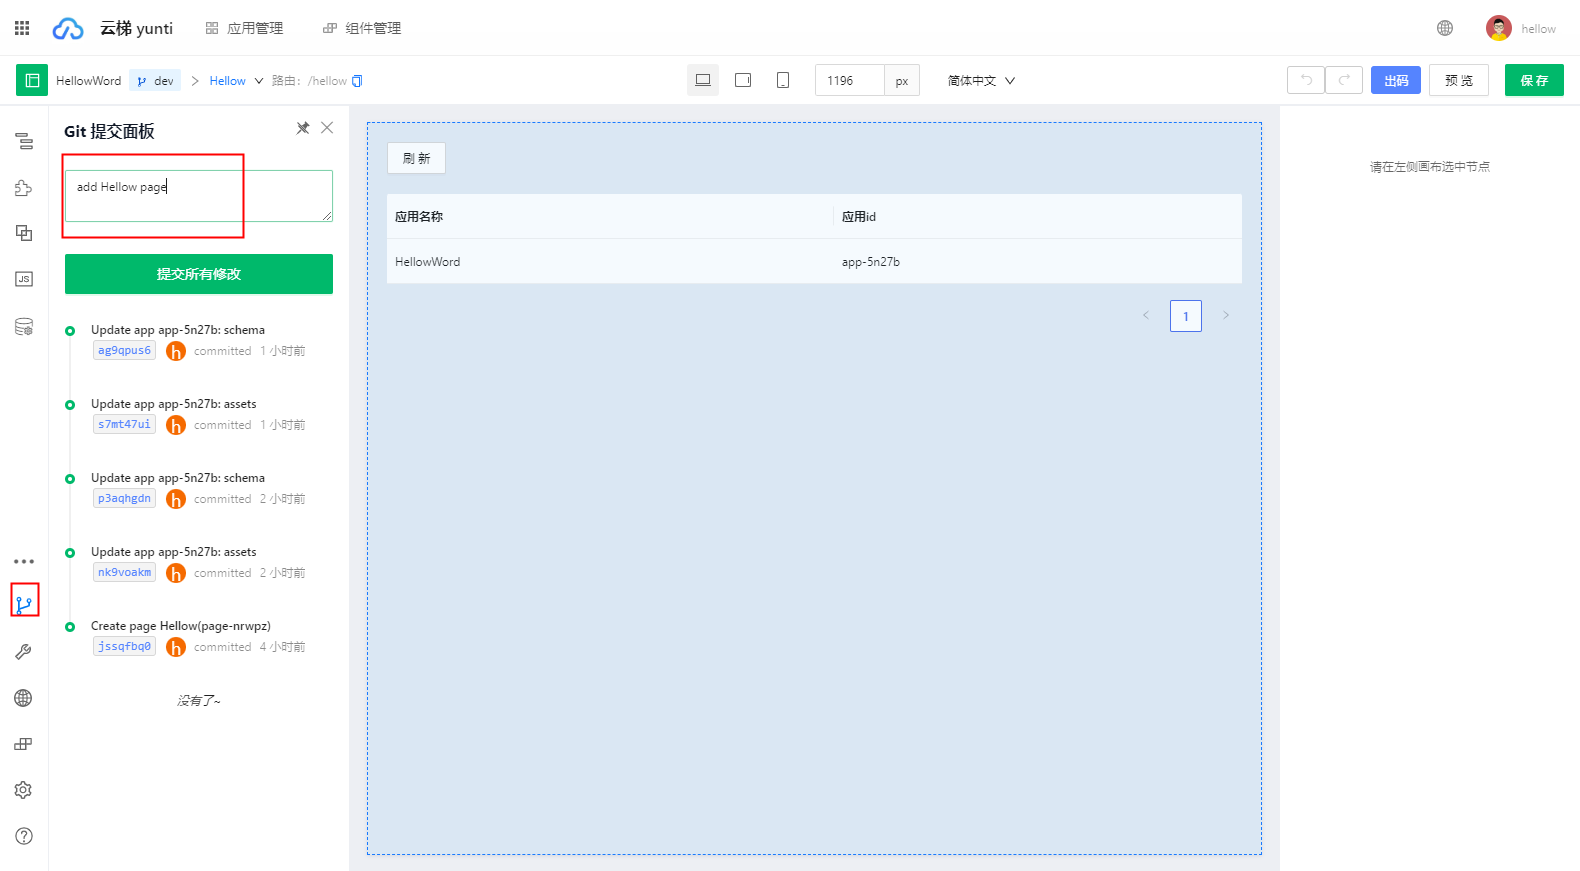 云梯 yunti
应用管理
组件管理
hellow
HellowWord
dev
Hellow
路由: /hellow
1196
px
简体中文
出码
预 览
保 存
Git 提交面板
add Hellow page
提交所有修改
Update app app-5n27b: schema
ag9qpus6 h committed 1 小时前
Update app app-5n27b: assets
s7mt47ui h committed 1 小时前
Update app app-5n27b: schema
p3aqhgdn h committed 2 小时前
Update app app-5n27b: assets
nk9voakm h committed 2 小时前
Create page Hellow(page-nrwpz)
jssqfbq0 h committed 4 小时前
没有了~
JS
刷 新
应用名称
应用id
HellowWord
app-5n27b
1
请在左侧画布选中节点